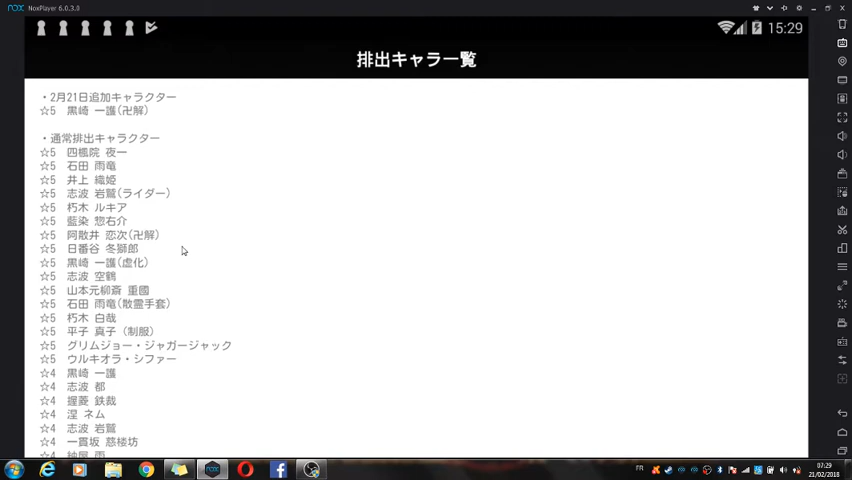 NoxPlayer 6.0.3.0
15:29
排出キャラ一覧
・2月21日追加キャラクター
☆5 黒崎 一護(卍解)
・通常排出キャラクター
☆5 四楓院 夜一
☆5 石田 雨竜
☆5 井上 織姫
☆5 志波 岩鷲(ライダー)
☆5 朽木 ルキア
☆5 藍染 惣右介
☆5 阿散井 恋次(卍解)
☆5 日番谷 冬獅郎
☆5 黒崎 一護(虚化)
☆5 志波 空鶴
☆5 山本元柳斎 重國
☆5 石田 雨竜(散霊手套)
☆5 朽木 白哉
☆5 平子 真子 (制服)
☆5 グリムジョー・ジャガージャック
☆5 ウルキオラ・シファー
☆4 黒崎 一護
☆4 志波 都
☆4 握菱 鉄裁
☆4 涅 ネム
☆4 志波 岩鷲
☆4 一貫坂 慈楼坊
☆4 紬屋 雨
FR
07:29
21/02/2018